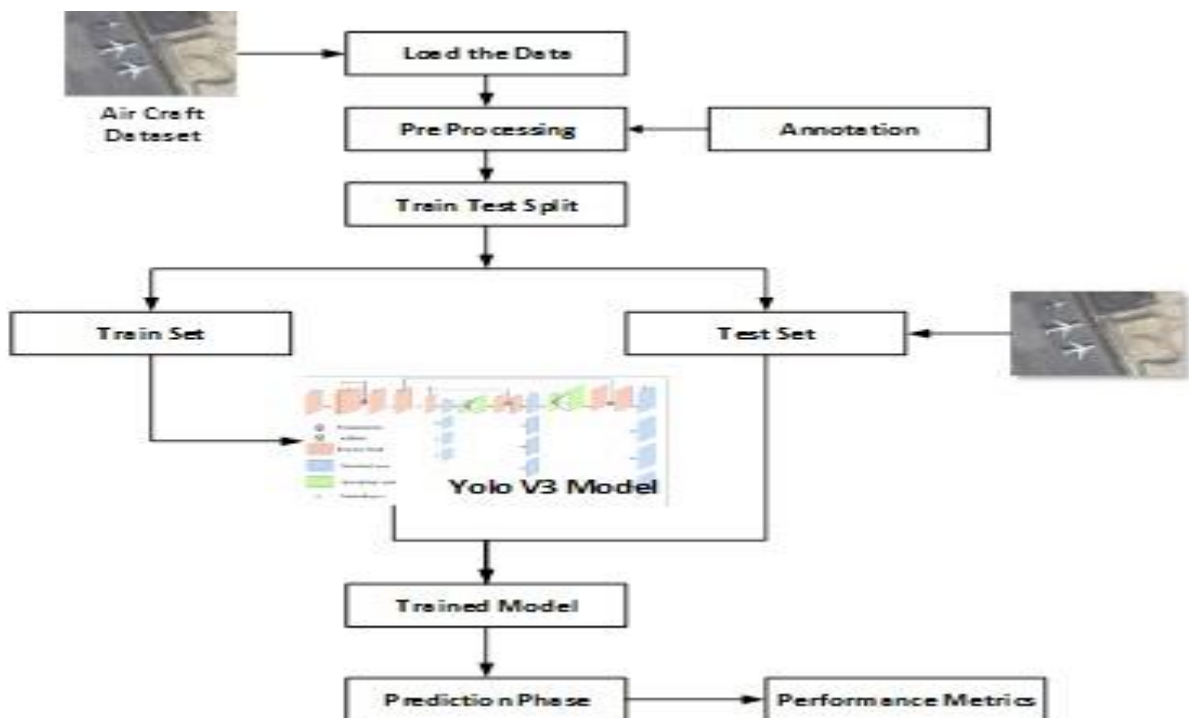 Load the Data
Air Craft
Dataset
Pre Processing
Annotation
Train Test Split
Train Set
Test Set
Yolo V3 Model
Trained Model
Prediction Phase
Performance Metrics